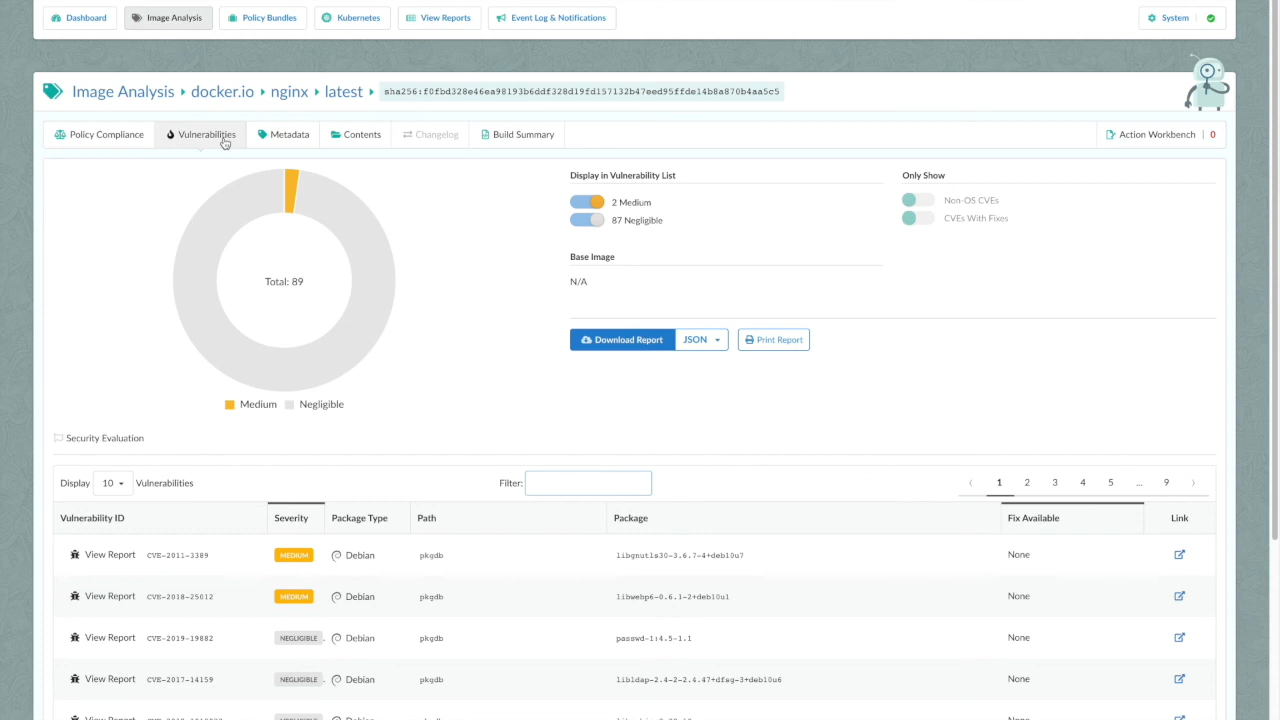 Dashboard Image Analysis Policy Bundles Kubernetes View Reports Event Log & Notifications System
Image Analysis docker.io nginx latest sha256:f0fbd328e46ea98193b6ddf328d19fd157132b47eed95ffde14b8a870b4aa5c5
Policy Compliance Vulnerabilities Metadata Contents Changelog Build Summary Action Workbench 0
Display in Vulnerability List
Only Show
2 Medium
Non-OS CVEs
87 Negligible
CVEs With Fixes
Base Image
Total: 89
N/A
Download Report JSON Print Report
Medium Negligible
Security Evaluation
Display 10 Vulnerabilities Filter: 1 2 3 4 5 ... 9
Vulnerability ID Severity Package Type Path Package Fix Available Link
View Report CVE-2011-3389 MEDIUM Debian pkgdb libgnutls30-3.6.7-4+deb10u7 None
View Report CVE-2018-25012 MEDIUM Debian pkgdb libwebp6-0.6.1-2+deb10u1 None
View Report CVE-2019-19882 NEGLIGIBLE Debian pkgdb passwd-1:4.5-1.1 None
View Report CVE-2017-14159 NEGLIGIBLE Debian pkgdb libldap-2.4-2-2.4.47+dfsg-3+deb10u6 None
View Report